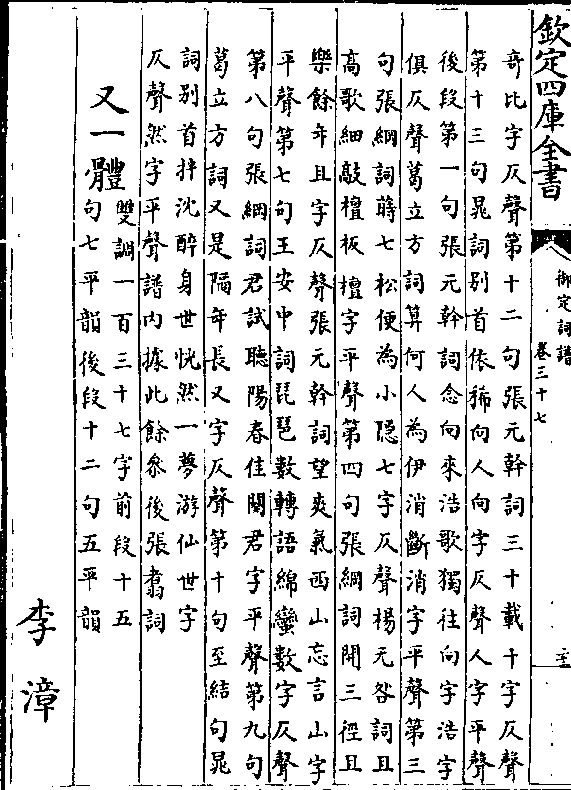 欽定四庫全書
御定詞譜
卷三十七
竒比字仄聲第十二句張元幹詞三十載十字仄聲
第十三句晁詞别首依稀向人向字仄聲人字平聲
後段第一句張元幹詞念向來浩歌獨往向字浩字
俱仄聲葛立方詞算何人為伊消斷消字平聲第三
句張綱詞蒔七松便為小隠七字仄聲楊元咎詞且
高歌細敲檀板檀字平聲第四句張綱詞開三徑且
樂餘年且字仄聲張元幹詞望爽氣西山忘言山字
平聲第七句王安中詞琵琶數轉語綿蠻數字仄聲
第八句張綱詞君試聽陽春佳闋君字平聲第九句
葛立方詞又是隔年長又字仄聲第十句至結句晁
詞别首拌沈醉身世恍然一夢游仙世字
仄聲然字平聲譜内據此餘叅後張翥詞
又一體
雙調一百三十七字前段十五
句七平韻後段十二句五平韻
李漳